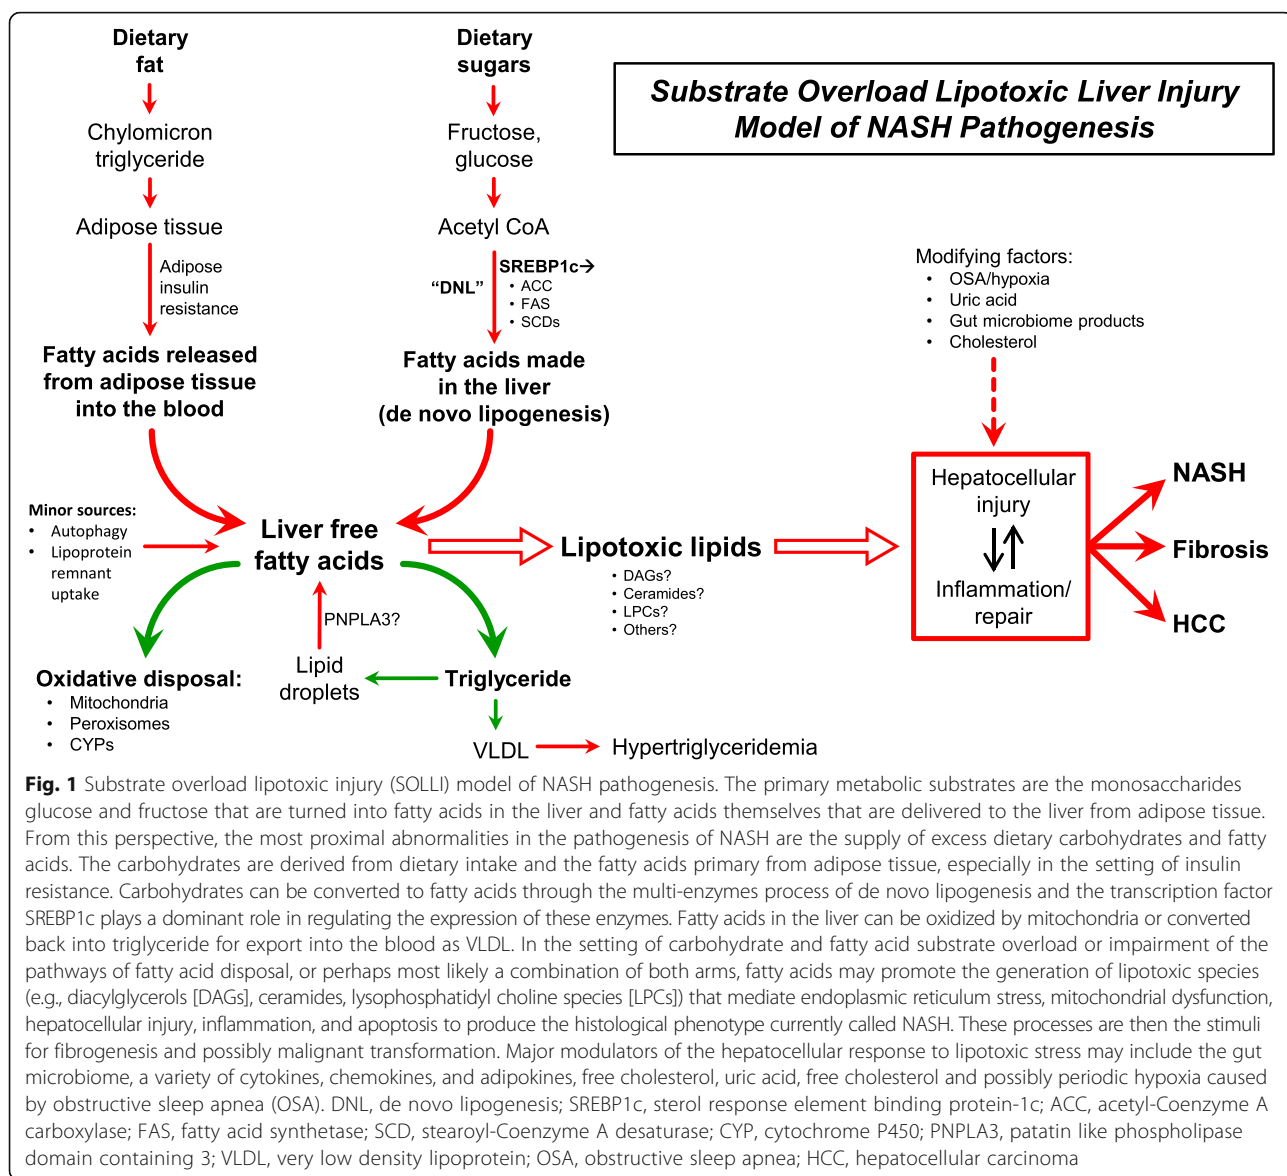 Dietary
fat
Chylomicron
triglyceride
Adipose tissue
Adipose
insulin
resistance
Fatty acids released
from adipose tissue
into the blood
Dietary
sugars
Fructose,
glucose
Acetyl CoA
"DNL"
SREBP1c→
• ACC
• FAS
• SCDs
Fatty acids made
in the liver
(de novo lipogenesis)
Substrate Overload Lipotoxic Liver Injury
Model of NASH Pathogenesis
Modifying factors:
• OSA/hypoxia
• Uric acid
• Gut microbiome products
• Cholesterol
Minor sources:
• Autophagy
• Lipoprotein
remnant
uptake
Liver free
fatty acids
Lipotoxic lipids
• DAGs?
• Ceramides?
• LPCs?
• Others?
Hepatocellular
injury
Inflammation/
repair
NASH
Fibrosis
HCC
PNPLA3?
Oxidative disposal:
• Mitochondria
• Peroxisomes
• CYPs
Lipid
droplets
Triglyceride
VLDL
Hypertriglyceridemia
Fig. 1 Substrate overload lipotoxic injury (SOLLI) model of NASH pathogenesis. The primary metabolic substrates are the monosaccharides
glucose and fructose that are turned into fatty acids in the liver and fatty acids themselves that are delivered to the liver from adipose tissue.
From this perspective, the most proximal abnormalities in the pathogenesis of NASH are the supply of excess dietary carbohydrates and fatty
acids. The carbohydrates are derived from dietary intake and the fatty acids primary from adipose tissue, especially in the setting of insulin
resistance. Carbohydrates can be converted to fatty acids through the multi-enzymes process of de novo lipogenesis and the transcription factor
SREBP1c plays a dominant role in regulating the expression of these enzymes. Fatty acids in the liver can be oxidized by mitochondria or converted
back into triglyceride for export into the blood as VLDL. In the setting of carbohydrate and fatty acid substrate overload or impairment of the
pathways of fatty acid disposal, or perhaps most likely a combination of both arms, fatty acids may promote the generation of lipotoxic species
(e.g., diacylglycerols [DAGs], ceramides, lysophosphatidyl choline species [LPCs]) that mediate endoplasmic reticulum stress, mitochondrial dysfunction,
hepatocellular injury, inflammation, and apoptosis to produce the histological phenotype currently called NASH. These processes are then the stimuli
for fibrogenesis and possibly malignant transformation. Major modulators of the hepatocellular response to lipotoxic stress may include the gut
microbiome, a variety of cytokines, chemokines, and adipokines, free cholesterol, uric acid, free cholesterol and possibly periodic hypoxia caused
by obstructive sleep apnea (OSA). DNL, de novo lipogenesis; SREBP1c, sterol response element binding protein-1c; ACC, acetyl-Coenzyme A
carboxylase; FAS, fatty acid synthetase; SCD, stearoyl-Coenzyme A desaturase; CYP, cytochrome P450; PNPLA3, patatin like phospholipase
domain containing 3; VLDL, very low density lipoprotein; OSA, obstructive sleep apnea; HCC, hepatocellular carcinoma